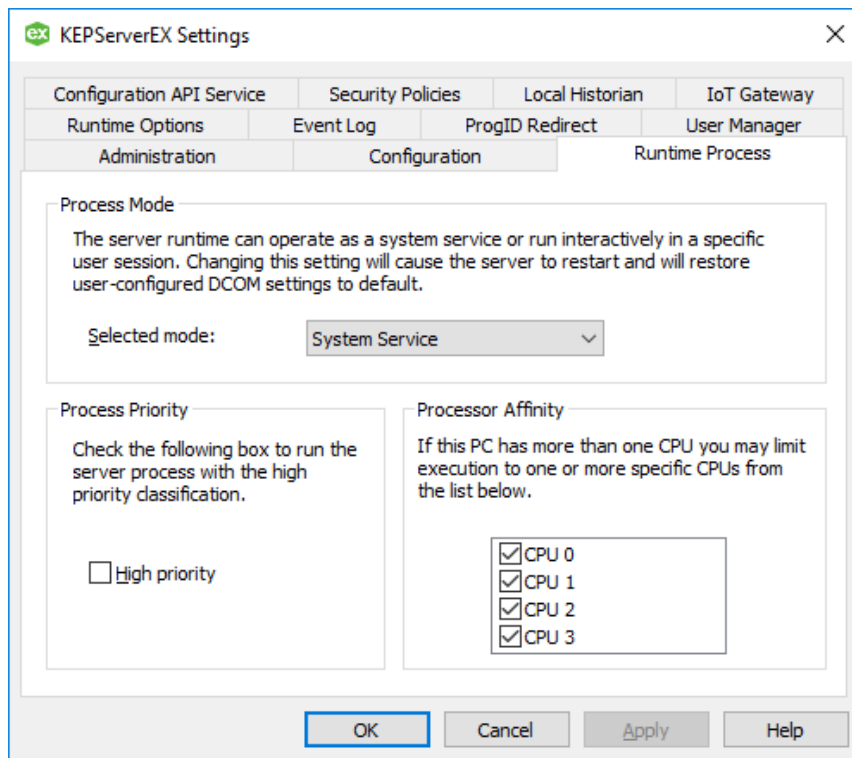 ex KEPServerEX Settings
Configuration API Service Security Policies Local Historian IoT Gateway
Runtime Options Event Log ProgID Redirect User Manager
Administration Configuration Runtime Process
Process Mode
The server runtime can operate as a system service or run interactively in a specific
user session. Changing this setting will cause the server to restart and will restore
user-configured DCOM settings to default.
Selected mode: System Service
Process Priority
Check the following box to run the
server process with the high
priority classification.
High priority
Processor Affinity
If this PC has more than one CPU you may limit
execution to one or more specific CPUs from
the list below.
CPU 0
CPU 1
CPU 2
CPU 3
OK Cancel Apply Help